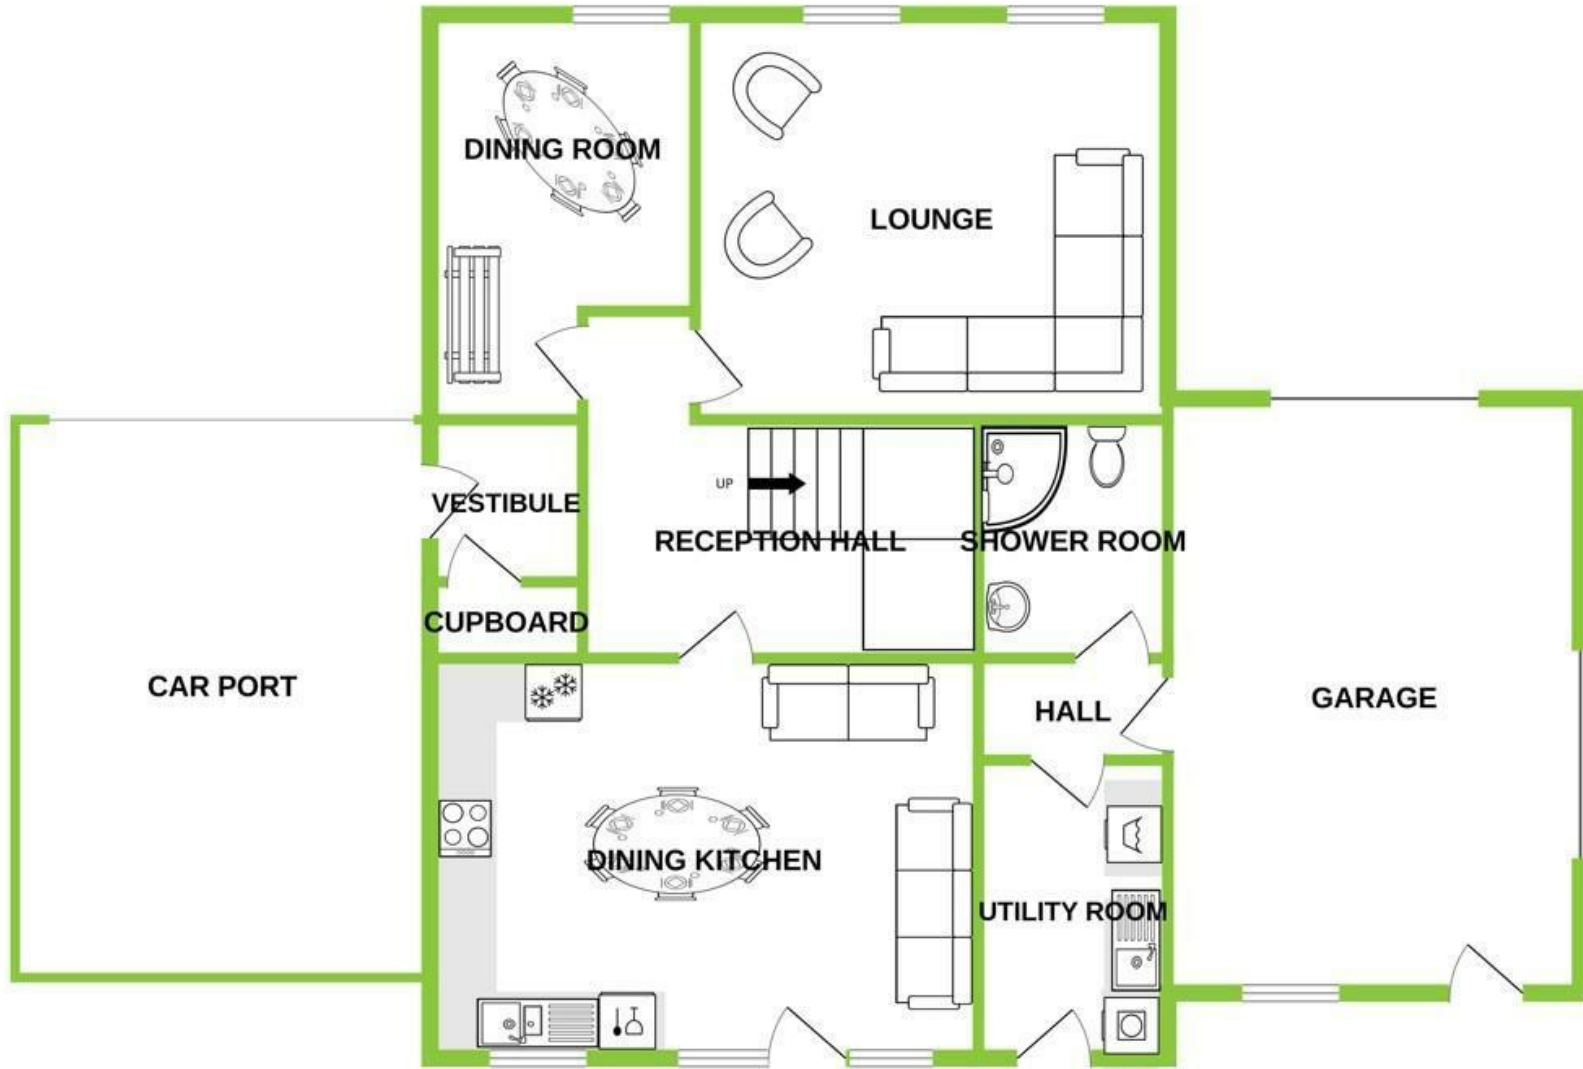 DINING ROOM
LOUNGE
UP
VESTIBULE
RECEPTION HALL
SHOWER ROOM
CUPBOARD
CAR PORT
HALL
GARAGE
DINING KITCHEN
UTILITY ROOM